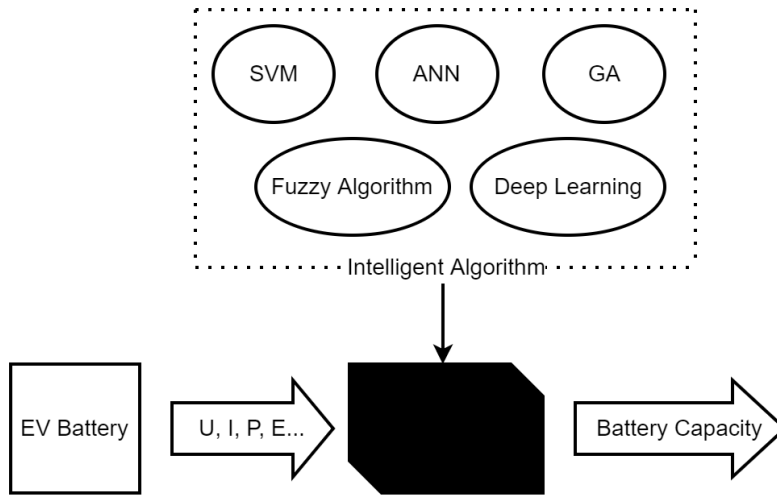 SVM ANN GA
Fuzzy Algorithm Deep Learning
Intelligent Algorithm
EV Battery U, I, P, E... Battery Capacity